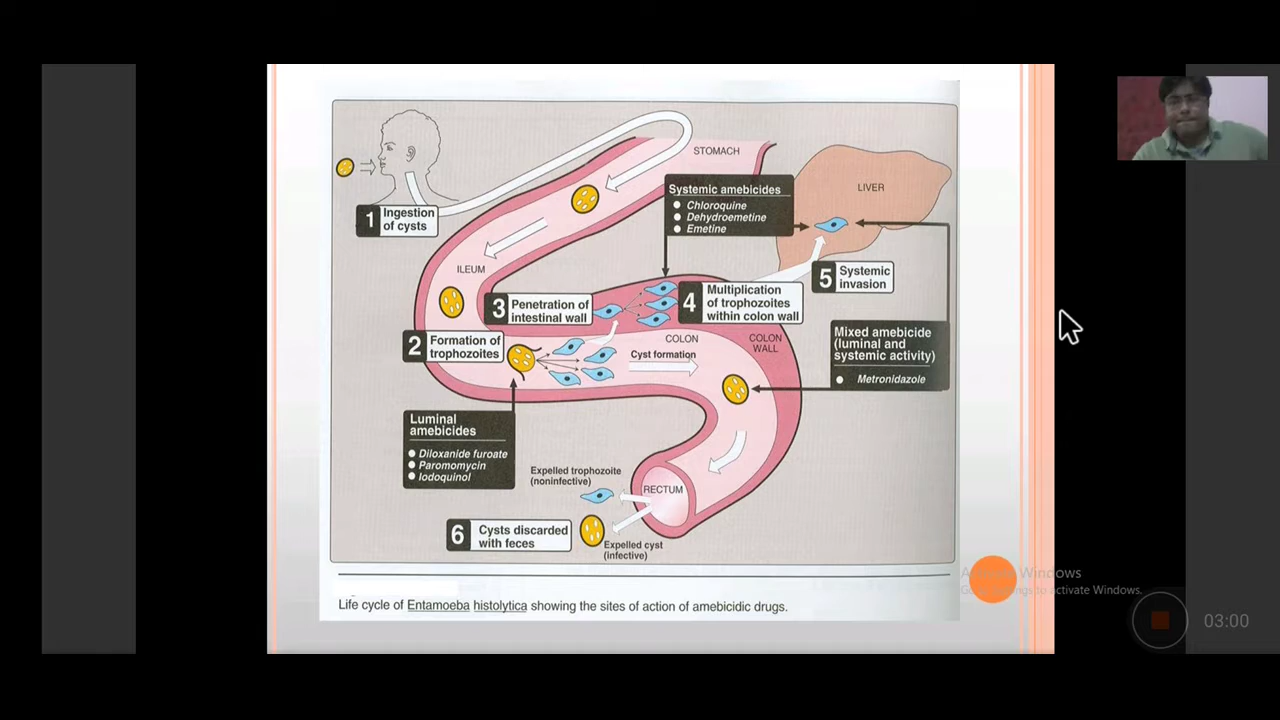 STOMACH
LIVER
Systemic amebicides
Chloroquine
Dehydroemetine
Emetine
1 Ingestion
of cysts
ILEUM
5 Systemic
invasion
3 Penetration of
intestinal wall
4 Multiplication
of trophozoites
within colon wall
2 Formation of
trophozoites
COLON
Cyst formation
COLON
WALL
Mixed amebicide
(luminal and
systemic activity)
Metronidazole
Luminal
amebicides
Diloxanide furoate
Paromomycin
Iodoquinol
Expelled trophozoite
(noninfective)
RECTUM
6 Cysts discarded
with feces
Expelled cyst
(infective)
Life cycle of Entamoeba histolytica showing the sites of action of amebicidic drugs.
Windows
to Activate Windows.
03:00